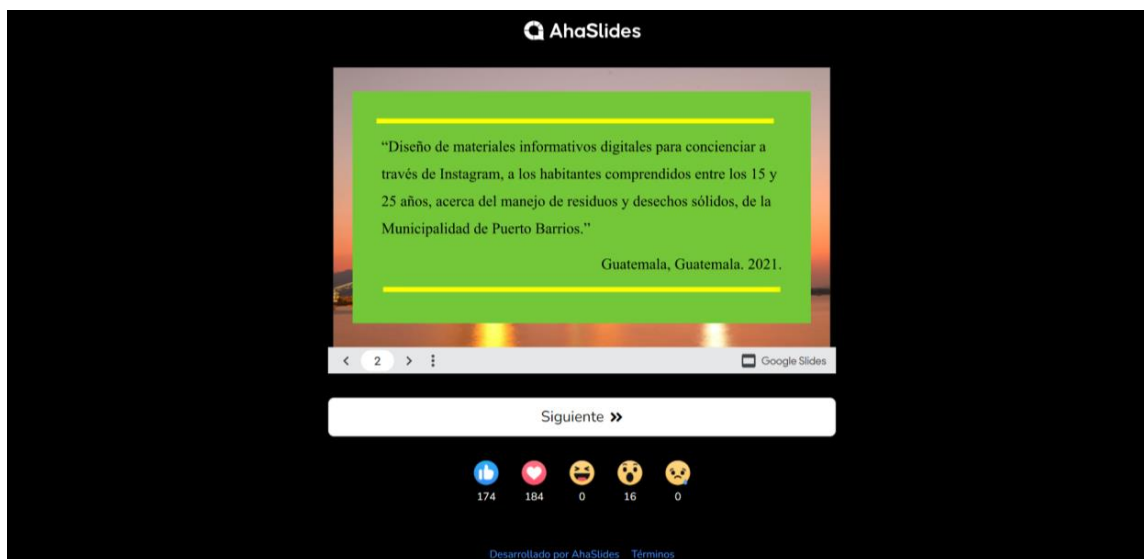 AhaSlides
“Diseño de materiales informativos digitales para concienciar a
través de Instagram, a los habitantes comprendidos entre los 15 y
25 años, acerca del manejo de residuos y desechos sólidos, de la
Municipalidad de Puerto Barrios.”
Guatemala, Guatemala. 2021.
2
Google Slides
Siguiente
174 184 0 16 0
Desarrollado por AhaSlides Términos